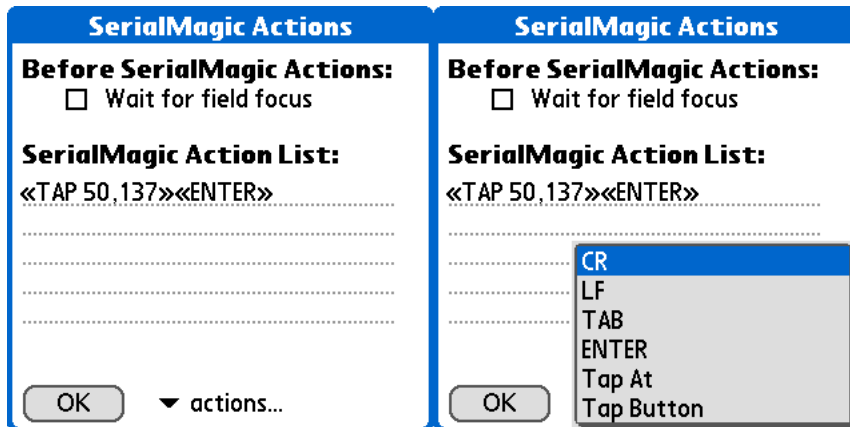 SerialMagic Actions
Before SerialMagic Actions:
Wait for field focus
SerialMagic Action List:
«TAP 50,137»«ENTER»
OK
actions...
SerialMagic Actions
Before SerialMagic Actions:
Wait for field focus
SerialMagic Action List:
«TAP 50,137»«ENTER»
CR
LF
TAB
ENTER
Tap At
Tap Button
OK